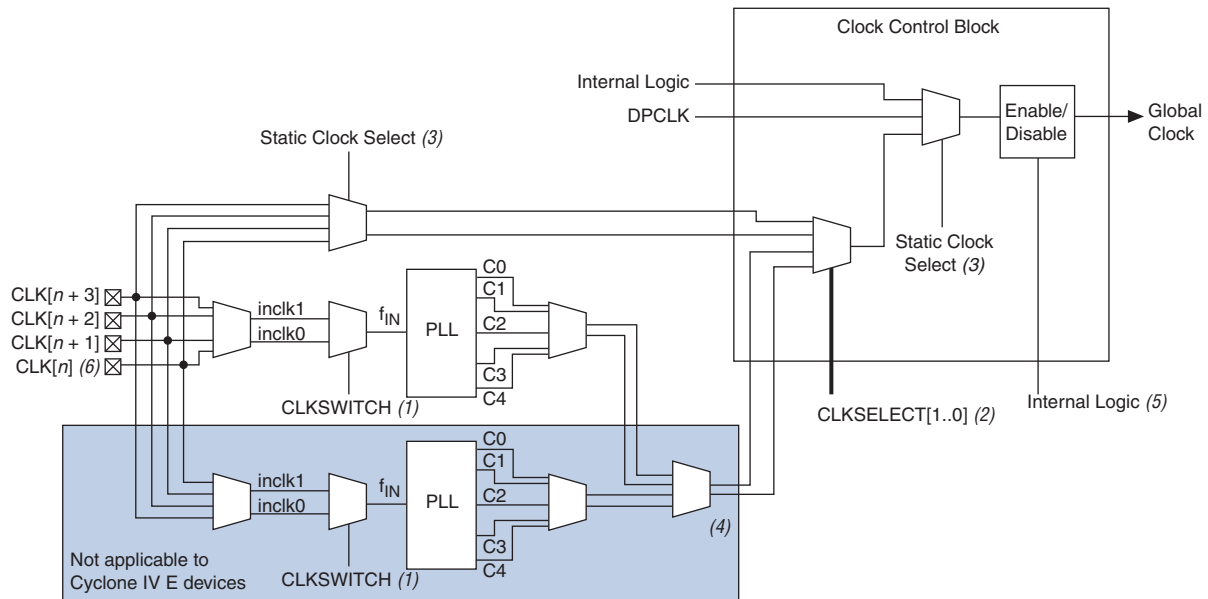 Clock Control Block
Internal Logic
DPCLK
Enable/
Disable
Global
Clock
Static Clock Select (3)
Static Clock
Select (3)
CLK[n + 3]
CLK[n + 2]
CLK[n + 1]
CLK[n] (6)
inclk1
inclk0
fIN
PLL
C0
C1
C2
C3
C4
CLKSWITCH (1)
CLKSELECT[1..0] (2)
Internal Logic (5)
inclk1
inclk0
fIN
PLL
C0
C1
C2
C3
C4
(4)
Not applicable to
Cyclone IV E devices
CLKSWITCH (1)